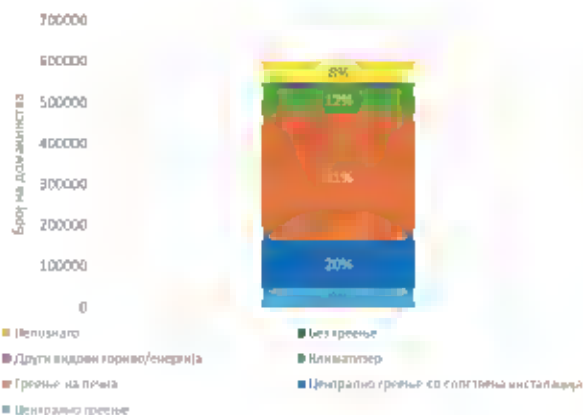 700000
600000
500000
400000
300000
200000
100000
0
Број на домаќинства
8%
12%
20%
Непознато
Без греење
Други видови гориво/енергија
Климатизер
Греење на печка
Централно греење со сопствена инсталација
Централно греење